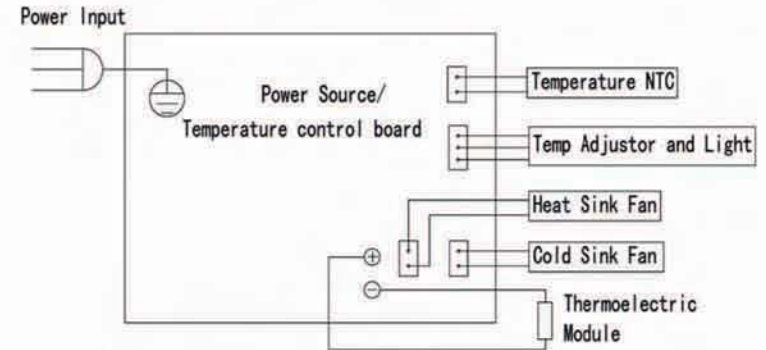 Power Input
Power Source/
Temperature control board
Temperature NTC
Temp Adjustor and Light
Heat Sink Fan
Cold Sink Fan
Thermoelectric
Module